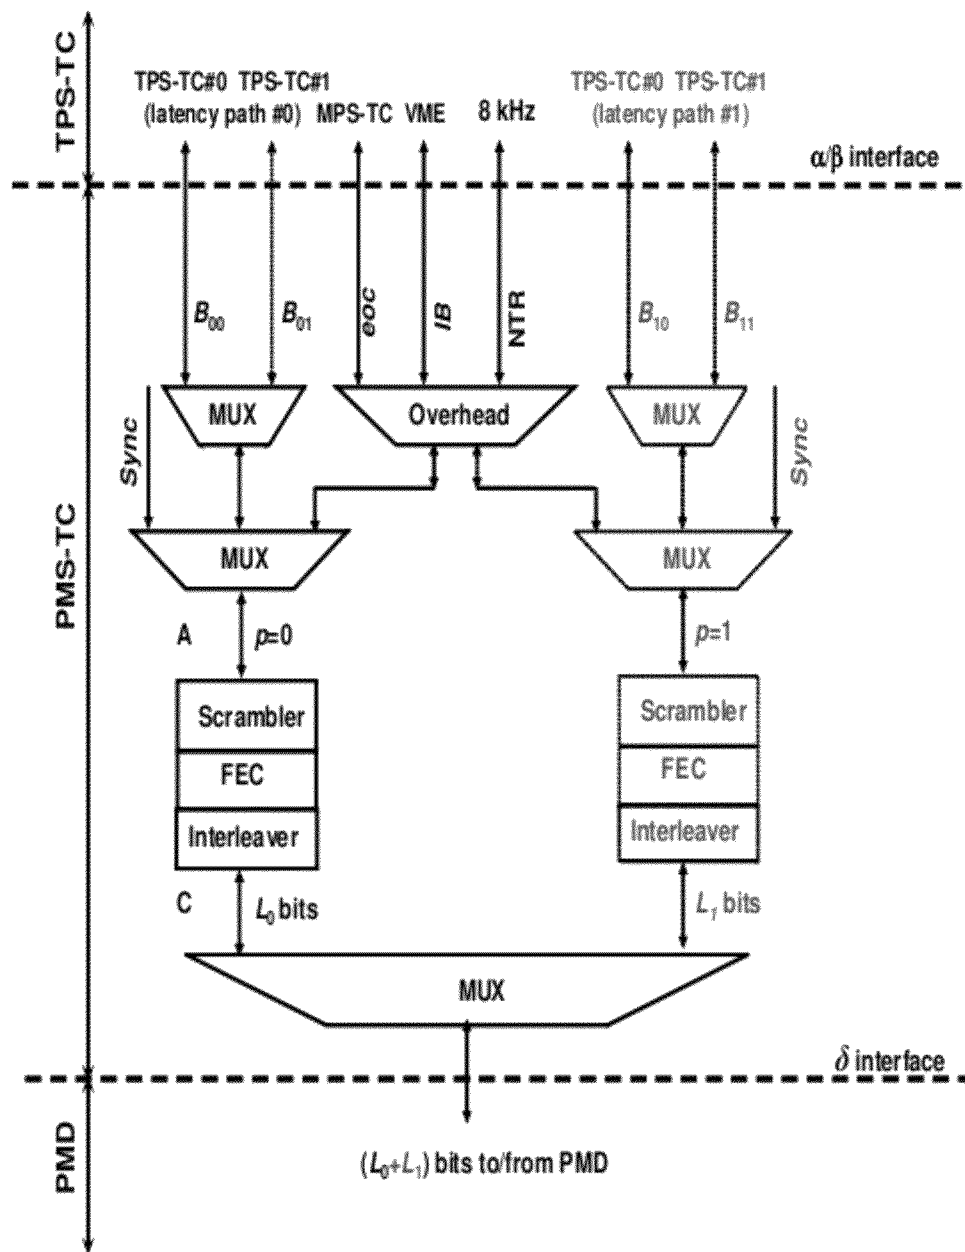 TPS-TC
TPS-TC#0 TPS-TC#1
(latency path #0) MPS-TC VME 8 kHz
TPS-TC#0 TPS-TC#1
(latency path #1)
α/β interface
B00
B01
eoc
IB
NTR
B10
B11
Sync
MUX
Overhead
MUX
Sync
PMS-TC
MUX
MUX
A
p=0
p=1
Scrambler
FEC
Interleaver
Scrambler
FEC
Interleaver
C
L0 bits
L1 bits
MUX
δ interface
PMD
(L0+L1) bits to/from PMD